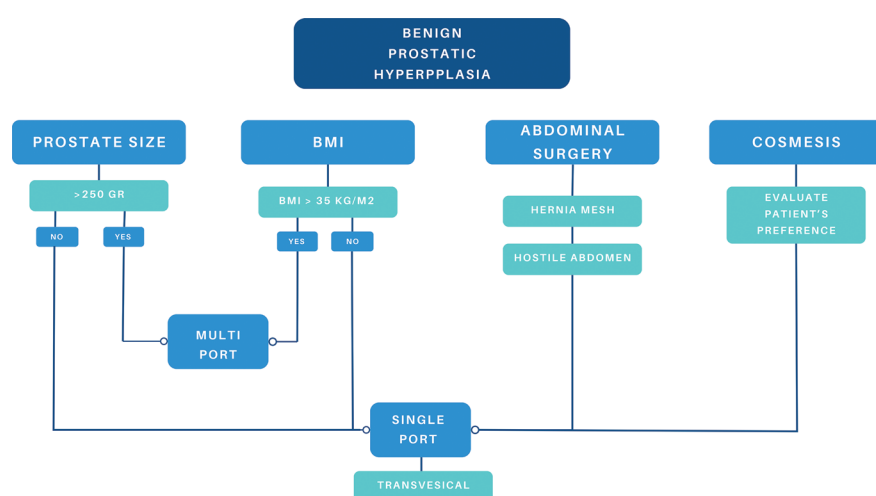 BENIGN
PROSTATIC
HYPERPPLASIA
PROSTATE SIZE
BMI
ABDOMINAL
SURGERY
COSMESIS
>250 GR
BMI > 35 KG/M2
HERNIA MESH
EVALUATE
PATIENT'S
PREFERENCE
NO
YES
YES
NO
HOSTILE ABDOMEN
MULTI
PORT
SINGLE
PORT
TRANSVESICAL